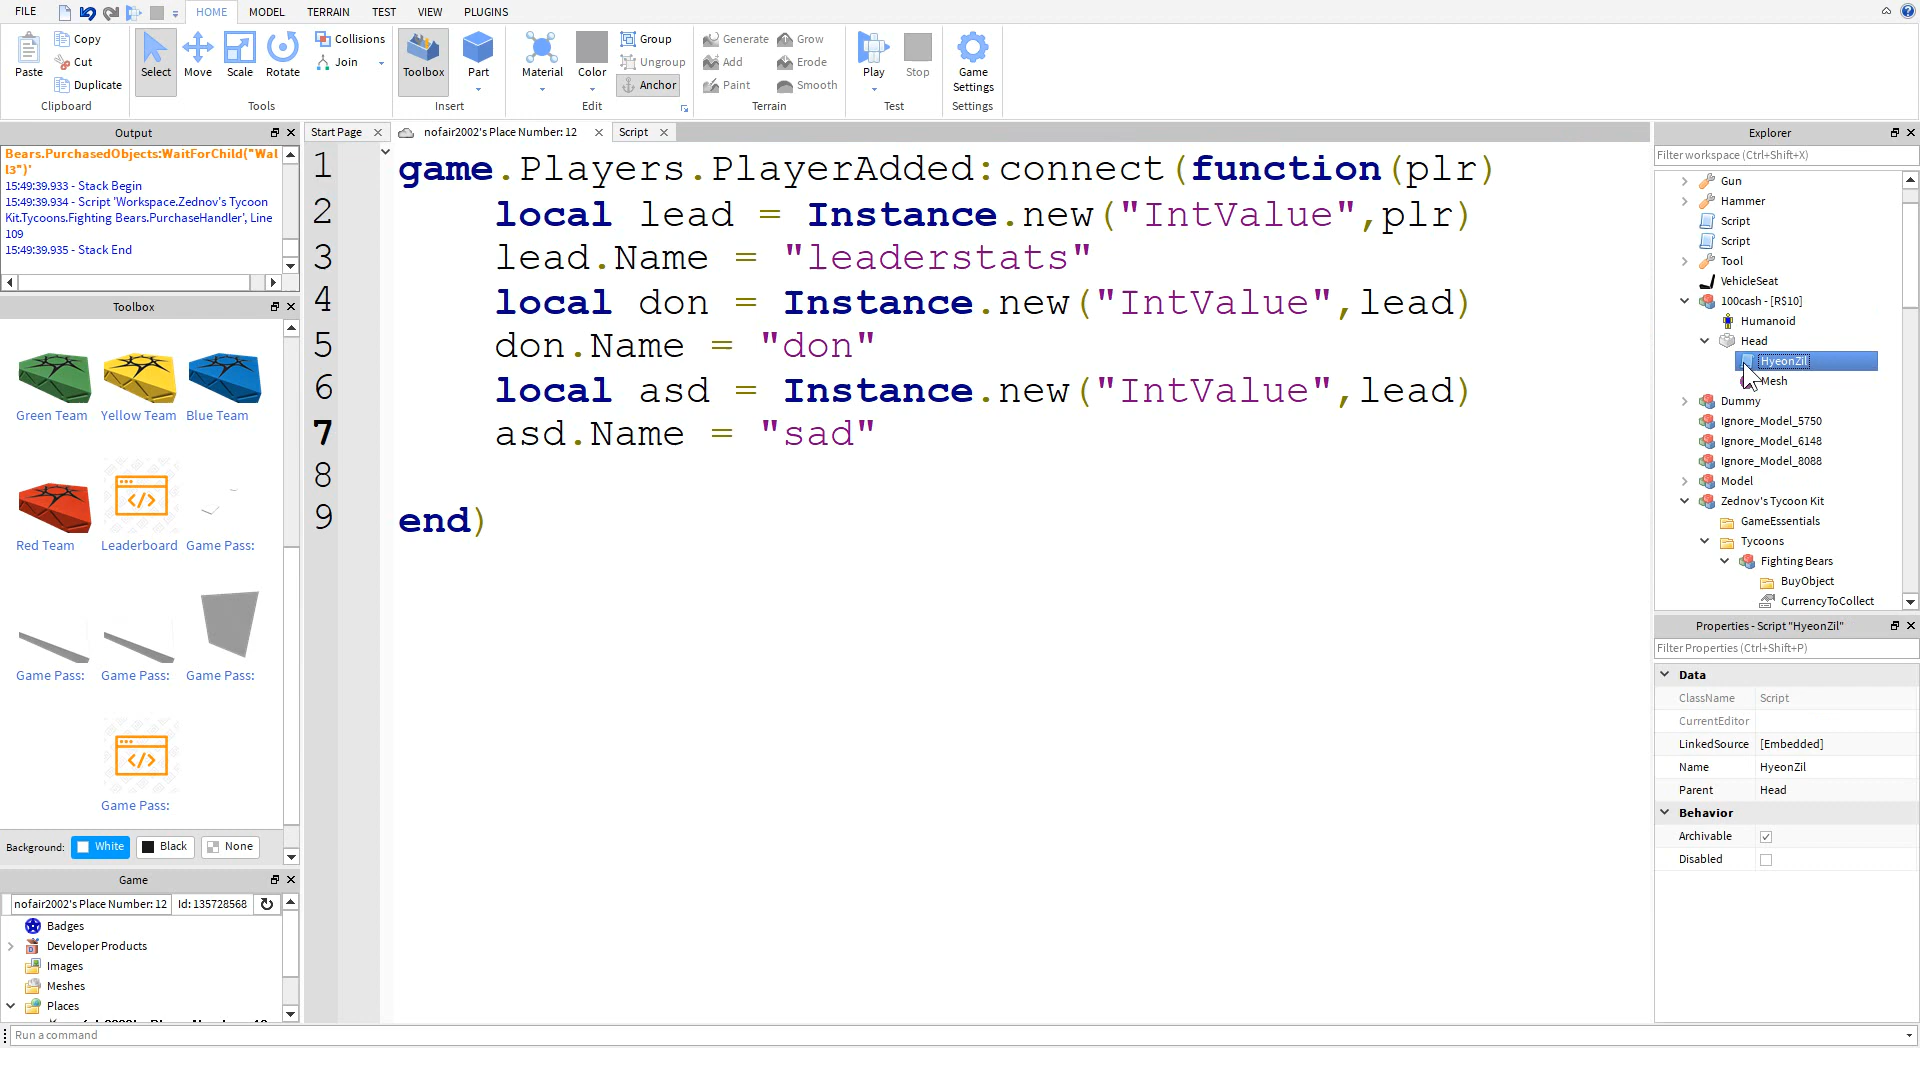 FILE
HOME
MODEL
TERRAIN
TEST
VIEW
PLUGINS
Paste
Copy
Cut
Duplicate
Clipboard
Select
Move
Scale
Rotate
Collisions
Join
Tools
Toolbox
Part
Insert
Material
Color
Group
Ungroup
Anchor
Edit
Generate
Add
Paint
Grow
Erode
Smooth
Terrain
Play
Stop
Test
Game
Settings
Settings
Output
Bears.PurchasedObjects:WaitForChild("Wal
l3")'
15:49:39.933 - Stack Begin
15:49:39.934 - Script 'Workspace.Zednov's Tycoon
Kit.Tycoons.Fighting Bears.PurchaseHandler', Line
109
15:49:39.935 - Stack End
Toolbox
Green Team
Yellow Team
Blue Team
Red Team
Leaderboard
Game Pass:
Game Pass:
Game Pass:
Game Pass:
Game Pass:
Background:
White
Black
None
Game
nofair2002's Place Number: 12
Id: 135728568
Badges
Developer Products
Images
Meshes
Places
Run a command
Start Page
nofair2002's Place Number: 12
Script
1 game.Players.PlayerAdded:connect(function(plr)
2 local lead = Instance.new("IntValue",plr)
3 lead.Name = "leaderstats"
4 local don = Instance.new("IntValue",lead)
5 don.Name = "don"
6 local asd = Instance.new("IntValue",lead)
7 asd.Name = "sad"
8
9 end)
Explorer
Filter workspace (Ctrl+Shift+X)
Gun
Hammer
Script
Script
Tool
VehicleSeat
100cash - [R$10]
Humanoid
Head
HyeonZil
Mesh
Dummy
Ignore_Model_5750
Ignore_Model_6148
Ignore_Model_8088
Model
Zednov's Tycoon Kit
GameEssentials
Tycoons
Fighting Bears
BuyObject
CurrencyToCollect
Properties - Script "HyeonZil"
Filter Properties (Ctrl+Shift+P)
Data
ClassName Script
CurrentEditor
LinkedSource [Embedded]
Name HyeonZil
Parent Head
Behavior
Archivable
Disabled